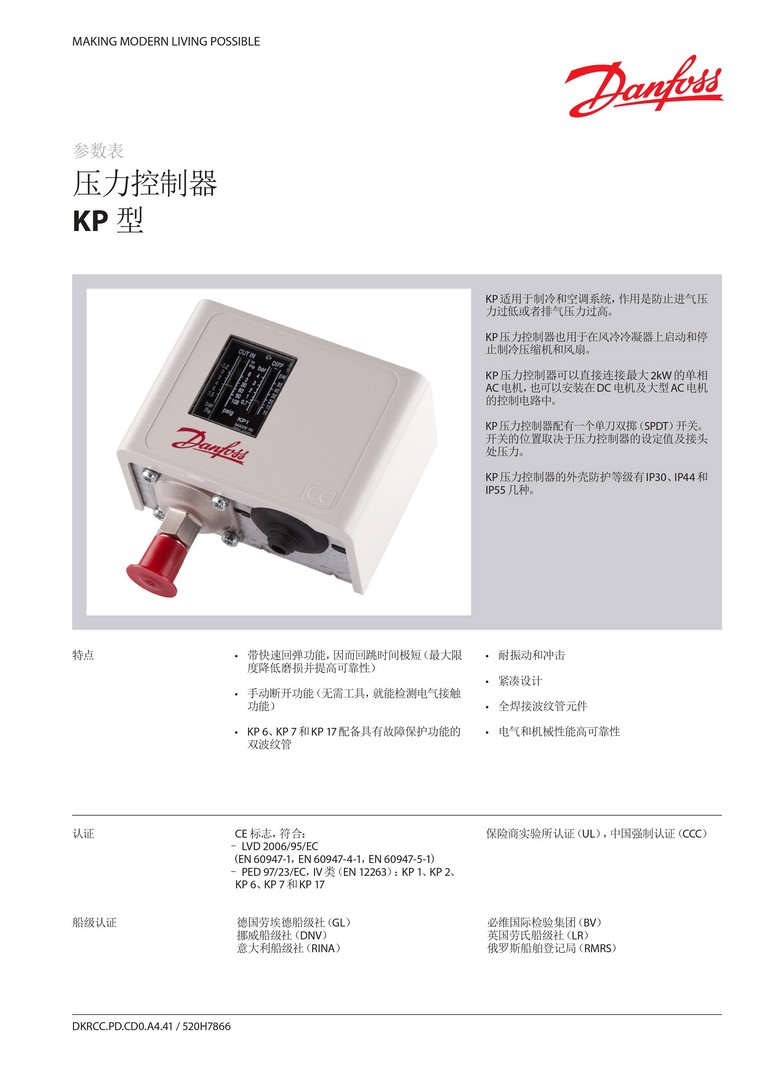 MAKING MODERN LIVING POSSIBLE
Danfoss
参数表
压力控制器
KP 型
CUT IN
DIFF
bar
psig
KP1
Danfoss
KP 适用于制冷和空调系统，作用是防止进气压
力过低或者排气压力过高。
KP 压力控制器也用于在风冷冷凝器上启动和停
止制冷压缩机和风扇。
KP 压力控制器可以直接连接最大 2kW 的单相
AC 电机，也可以安装在 DC 电机及大型 AC 电机
的控制电路中。
KP 压力控制器配有一个单刀双掷（SPDT）开关。
开关的位置取决于压力控制器的设定值及接头
处压力。
KP 压力控制器的外壳防护等级有 IP30、IP44 和
IP55 几种。
特点
• 带快速回弹功能，因而回跳时间极短（最大限
度降低磨损并提高可靠性）
• 手动断开功能（无需工具，就能检测电气接触
功能）
• KP 6、KP 7 和 KP 17 配备具有故障保护功能的
双波纹管
• 耐振动和冲击
• 紧凑设计
• 全焊接波纹管元件
• 电气和机械性能高可靠性
认证
CE 标志，符合：
– LVD 2006/95/EC
（EN 60947-1，EN 60947-4-1，EN 60947-5-1）
– PED 97/23/EC，IV 类（EN 12263）：KP 1、KP 2、
KP 6、KP 7 和 KP 17
保险商实验所认证（UL），中国强制认证（CCC）
船级认证
德国劳埃德船级社（GL）
挪威船级社（DNV）
意大利船级社（RINA）
必维国际检验集团（BV）
英国劳氏船级社（LR）
俄罗斯船舶登记局（RMRS）
DKRCC.PD.CD0.A4.41 / 520H7866